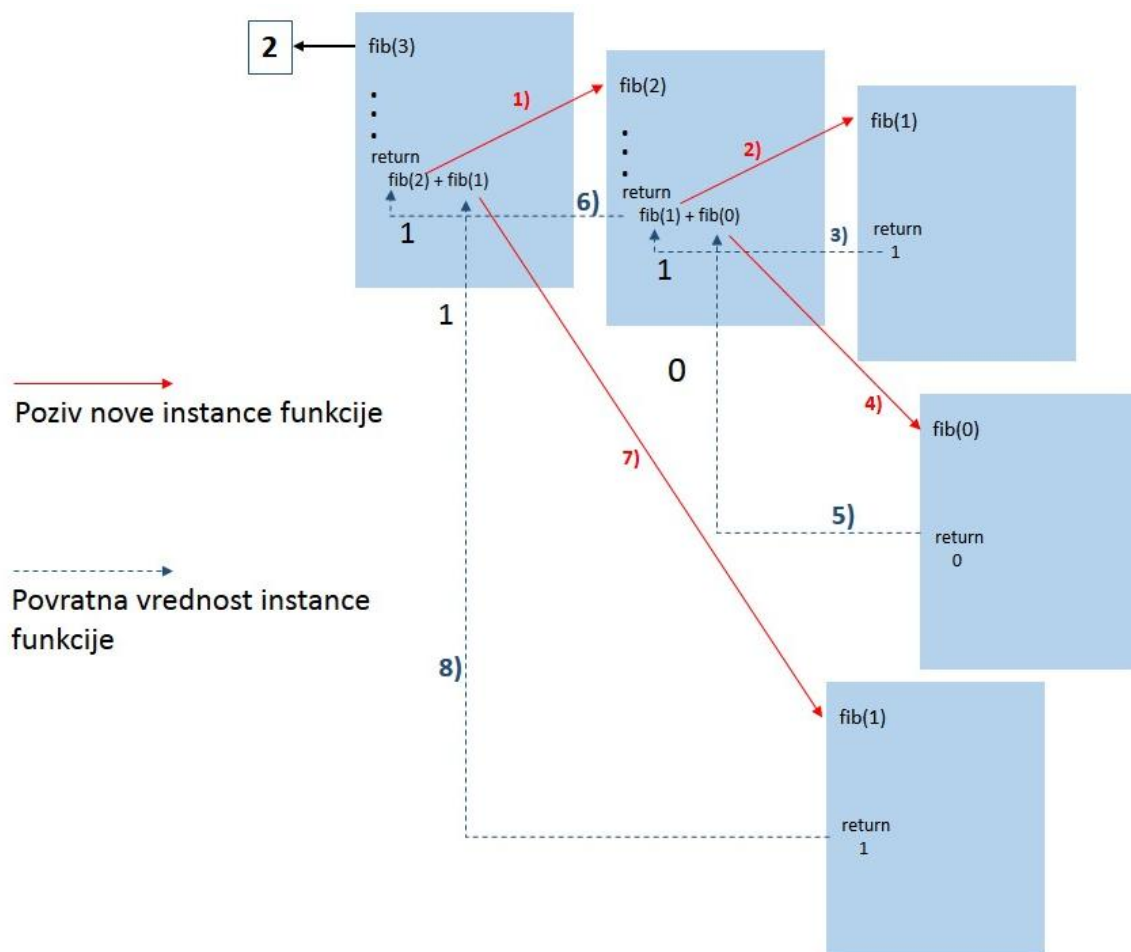 2
fib(3)
return
fib(2) + fib(1)
1
1
1)
fib(2)
return
fib(1) + fib(0)
6)
1
0
2)
fib(1)
3)
return
1
4)
fib(0)
5)
return
0
7)
8)
fib(1)
return
1
Poziv nove instance funkcije
Povratna vrednost instance
funkcije